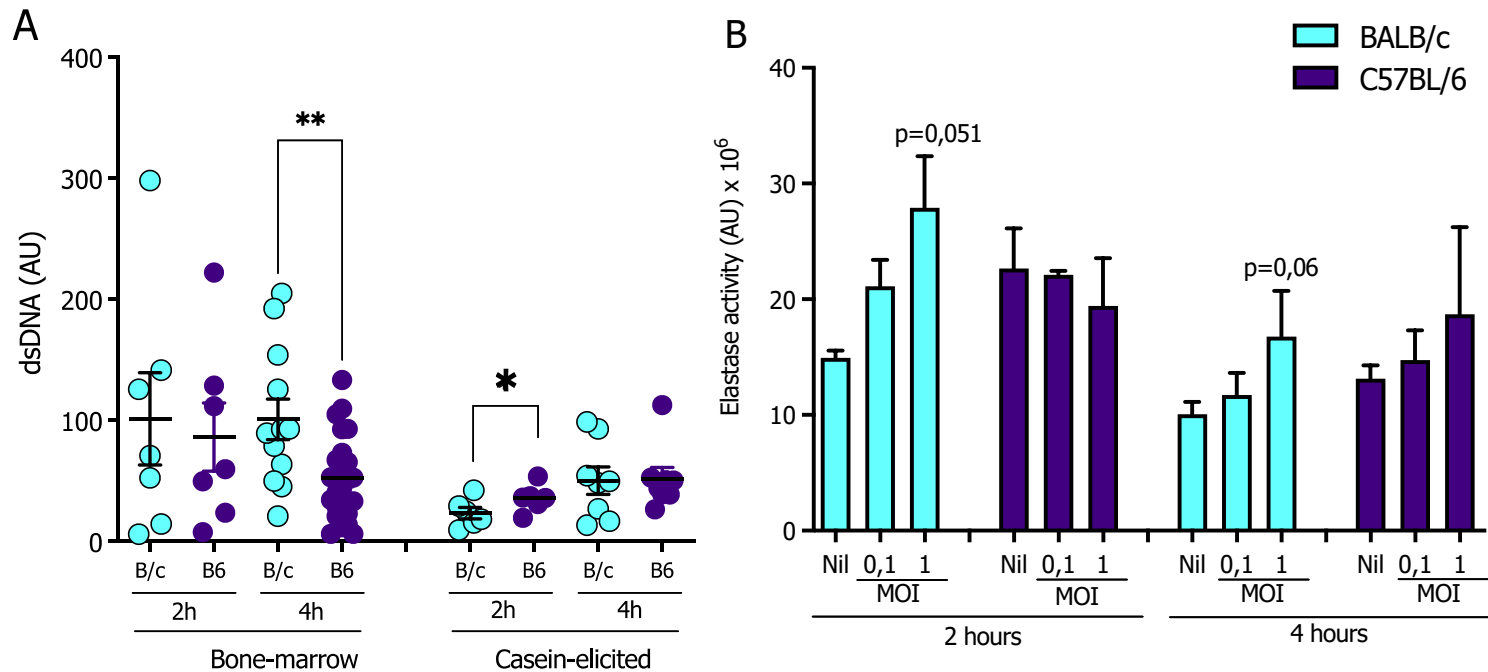 A
dsDNA (AU)
400
300
200
100
0
**
*
B/c B6 B/c B6 B/c B6 B/c B6
2h 4h 2h 4h
Bone-marrow Casein-elicited
B
BALB/c
C57BL/6
Elastase activity (AU) x 10⁶
40
30
20
10
0
p=0,051
p=0,06
Nil 0,1 1 Nil 0,1 1 Nil 0,1 1 Nil 0,1 1
MOI MOI MOI MOI
2 hours 4 hours